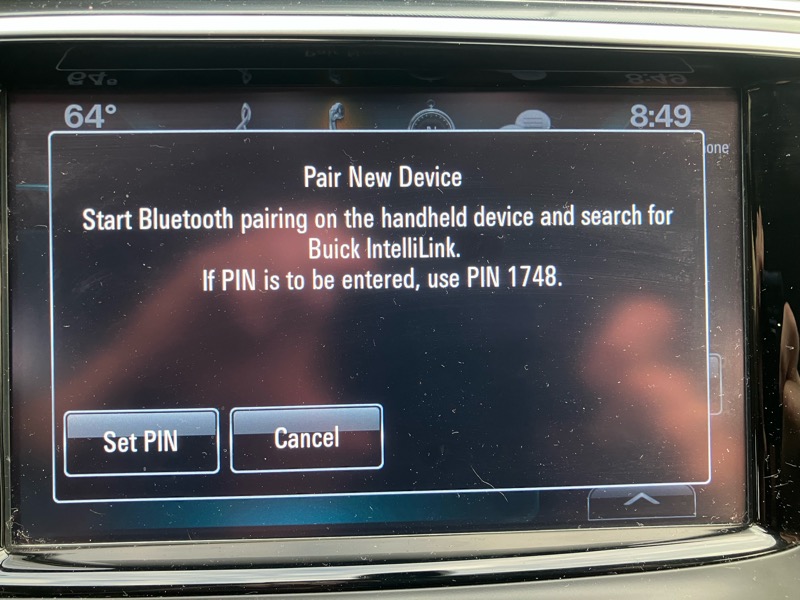 64° 8:49
one
Pair New Device
Start Bluetooth pairing on the handheld device and search for
Buick IntelliLink.
If PIN is to be entered, use PIN 1748.
Set PIN Cancel